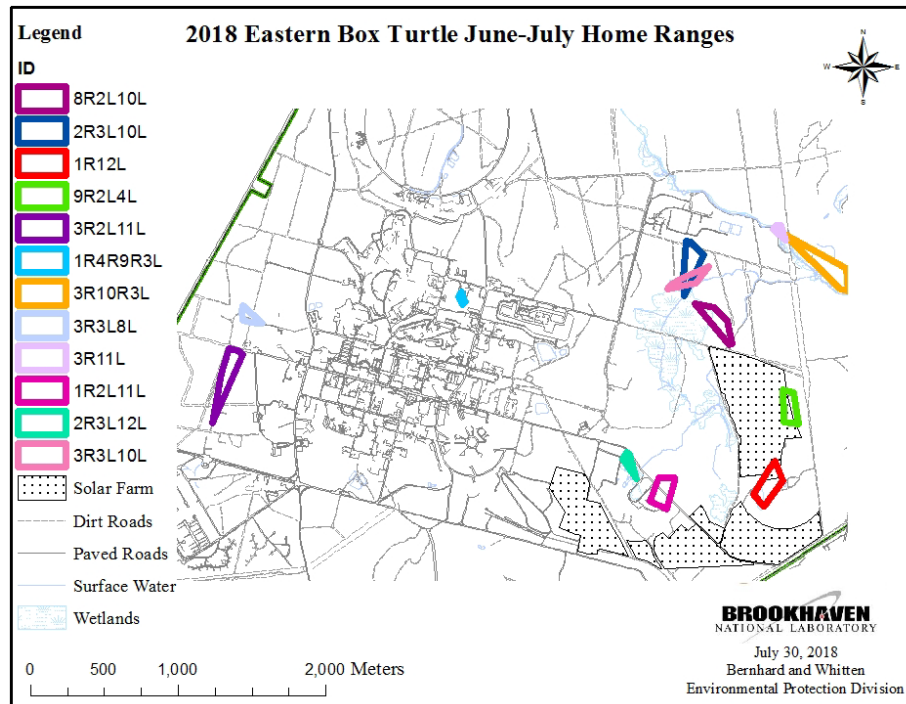 Legend
2018 Eastern Box Turtle June-July Home Ranges
N
W
E
S
ID
8R2L10L
2R3L10L
1R12L
9R2L4L
3R2L11L
1R4R9R3L
3R10R3L
3R3L8L
3R11L
1R2L11L
2R3L12L
3R3L10L
Solar Farm
Dirt Roads
Paved Roads
Surface Water
Wetlands
0 500 1,000 2,000 Meters
BROOKHAVEN
NATIONAL LABORATORY
July 30, 2018
Bernhard and Whitten
Environmental Protection Division